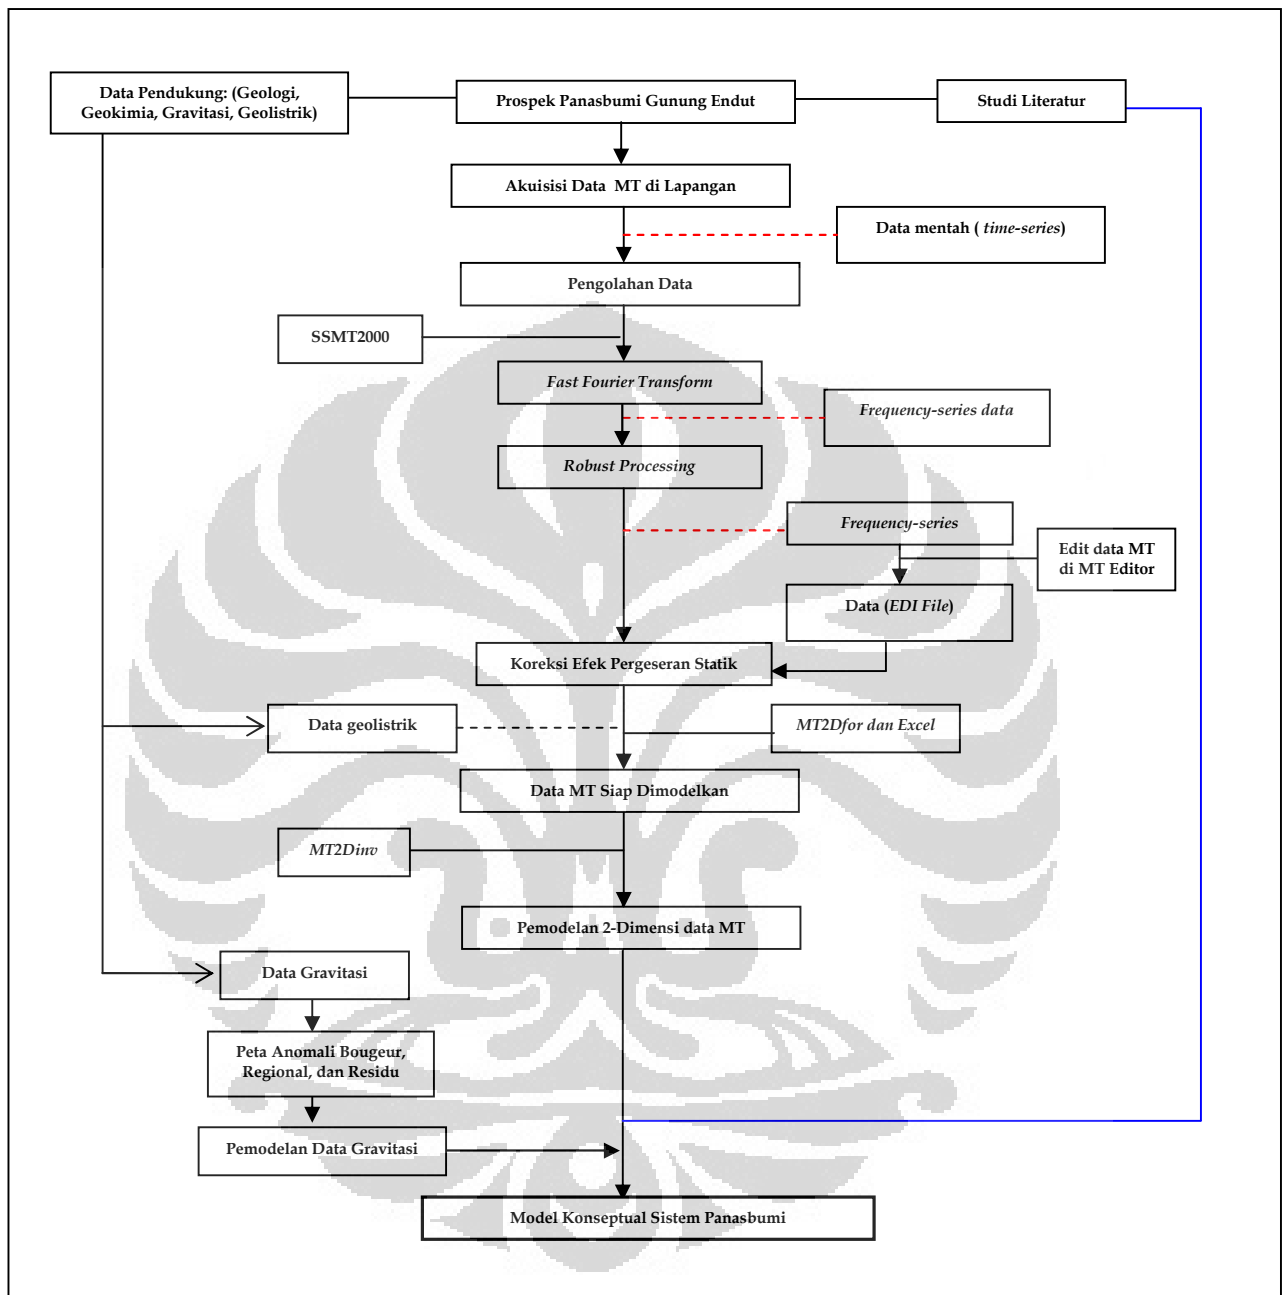 Data Pendukung: (Geologi,
Geokimia, Gravitasi, Geolistrik)
Prospek Panasbumi Gunung Endut
Studi Literatur
Akuisisi Data MT di Lapangan
Data mentah ( time-series)
Pengolahan Data
SSMT2000
Fast Fourier Transform
Frequency-series data
Robust Processing
Frequency-series
Edit data MT
di MT Editor
Data (EDI File)
Koreksi Efek Pergeseran Statik
Data geolistrik
MT2Dfor dan Excel
Data MT Siap Dimodelkan
MT2Dinv
Pemodelan 2-Dimensi data MT
Data Gravitasi
Peta Anomali Bougeur,
Regional, dan Residu
Pemodelan Data Gravitasi
Model Konseptual Sistem Panasbumi